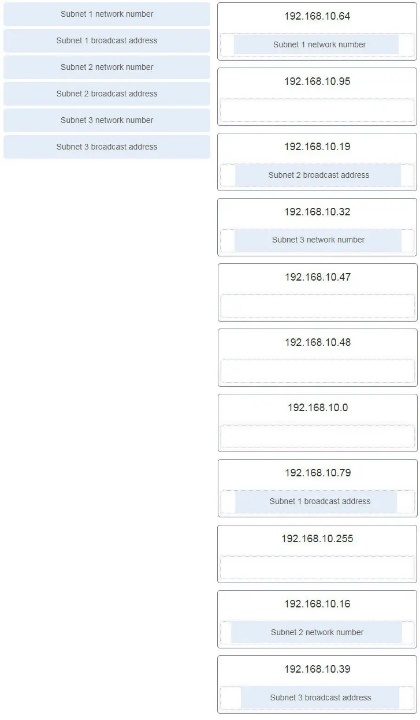 Subnet 1 network number
Subnet 1 broadcast address
Subnet 2 network number
Subnet 2 broadcast address
Subnet 3 network number
Subnet 3 broadcast address
192.168.10.64
Subnet 1 network number
192.168.10.95
192.168.10.19
Subnet 2 broadcast address
192.168.10.32
Subnet 3 network number
192.168.10.47
192.168.10.48
192.168.10.0
192.168.10.79
Subnet 1 broadcast address
192.168.10.255
192.168.10.16
Subnet 2 network number
192.168.10.39
Subnet 3 broadcast address